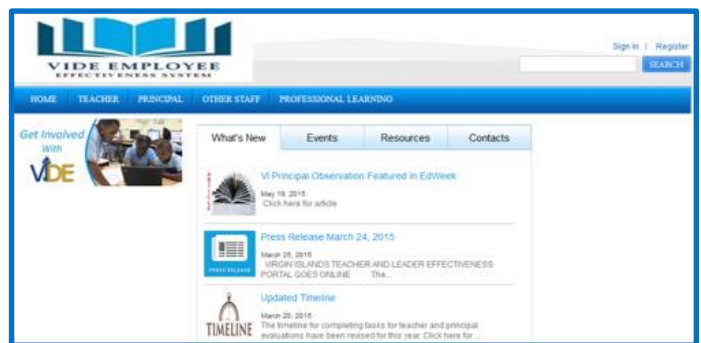 VIDE EMPLOYEE
EFFECTIVENESS SYSTEM
Sign In | Register
SEARCH
HOME TEACHER PRINCIPAL OTHER STAFF PROFESSIONAL LEARNING
Get Involved
With
VIDE
What's New Events Resources Contacts
ARTICLE
VI Principal Observation Featured in EdWeek
May 19, 2015
Click here for article
Press Release March 24, 2015
March 25, 2015
VIRGIN ISLANDS TEACHER AND LEADER EFFECTIVENESS
PORTAL GOES ONLINE The...
PRESS RELEASE
Updated Timeline
March 20, 2015
The timeline for completing tasks for teacher and principal
evaluations have been revised for this year. Click here for ...
TIMELINE